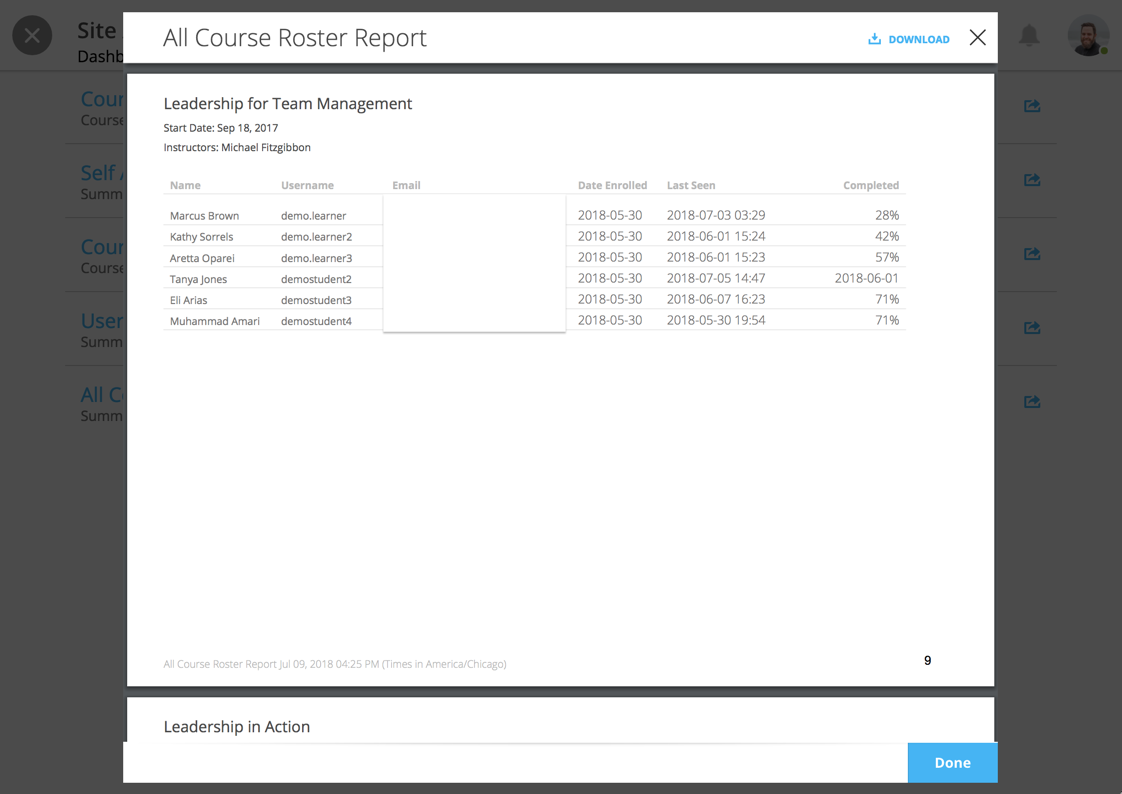 Site
Dashb
All Course Roster Report
DOWNLOAD
Cour
Course
Self A
Summ
Cour
Course
User
Summ
All C
Summ
Leadership for Team Management
Start Date: Sep 18, 2017
Instructors: Michael Fitzgibbon
Name Username Email Date Enrolled Last Seen Completed
Marcus Brown demo.learner 2018-05-30 2018-07-03 03:29 28%
Kathy Sorrels demo.learner2 2018-05-30 2018-06-01 15:24 42%
Aretta Oparei demo.learner3 2018-05-30 2018-06-01 15:23 57%
Tanya Jones demostudent2 2018-05-30 2018-07-05 14:47 2018-06-01
Eli Arias demostudent3 2018-05-30 2018-06-07 16:23 71%
Muhammad Amari demostudent4 2018-05-30 2018-05-30 19:54 71%
All Course Roster Report Jul 09, 2018 04:25 PM (Times in America/Chicago)
9
Leadership in Action
Done